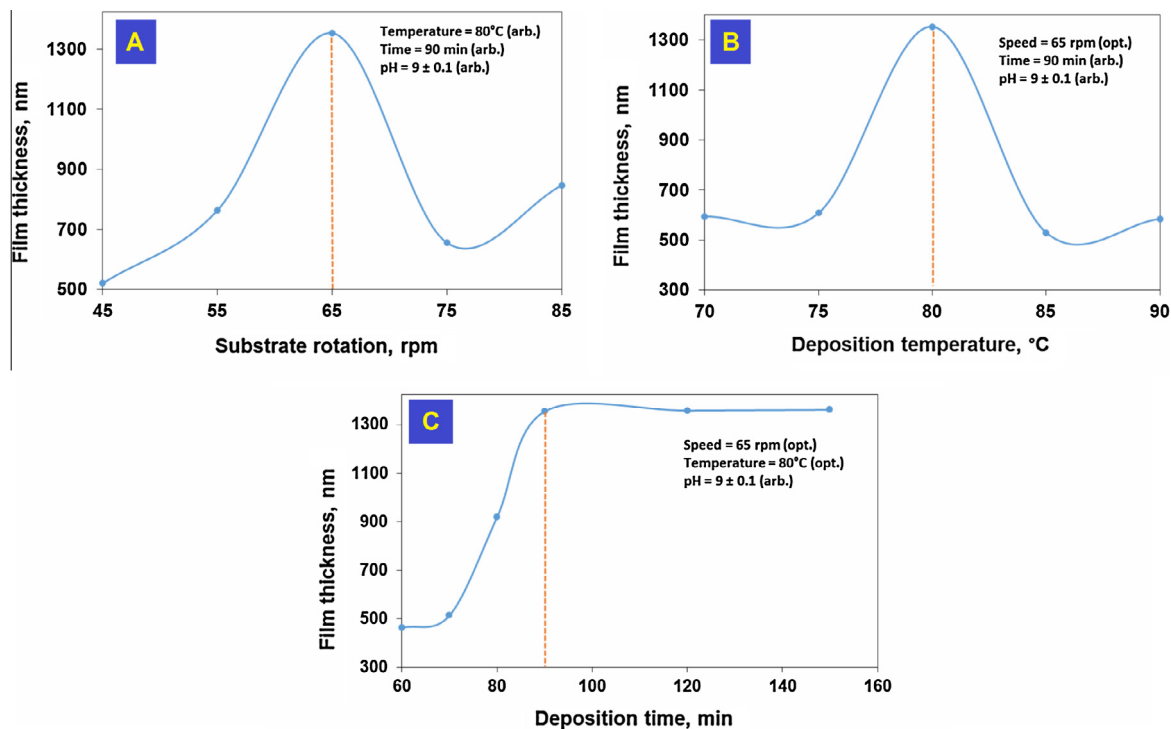 A
Temperature = 80°C (arb.)
Time = 90 min (arb.)
pH = 9 ± 0.1 (arb.)
Film thickness, nm
1300
1100
900
700
500
45 55 65 75 85
Substrate rotation, rpm
B
Speed = 65 rpm (opt.)
Time = 90 min (arb.)
pH = 9 ± 0.1 (arb.)
Film thickness, nm
1300
1100
900
700
500
300
70 75 80 85 90
Deposition temperature, °C
C
Speed = 65 rpm (opt.)
Temperature = 80°C (opt.)
pH = 9 ± 0.1 (arb.)
Film thickness, nm
1300
1100
900
700
500
300
60 80 100 120 140 160
Deposition time, min